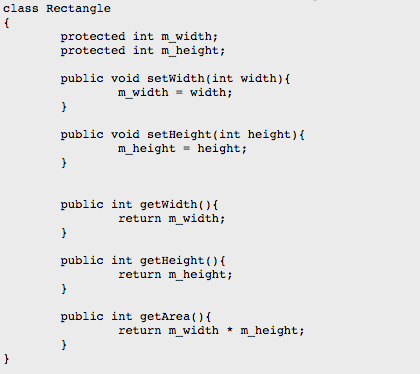 class Rectangle
{
protected int m_width;
protected int m_height;
public void setWidth(int width){
m_width = width;
}
public void setHeight(int height){
m_height = height;
}
public int getWidth(){
return m_width;
}
public int getHeight(){
return m_height;
}
public int getArea(){
return m_width * m_height;
}
}